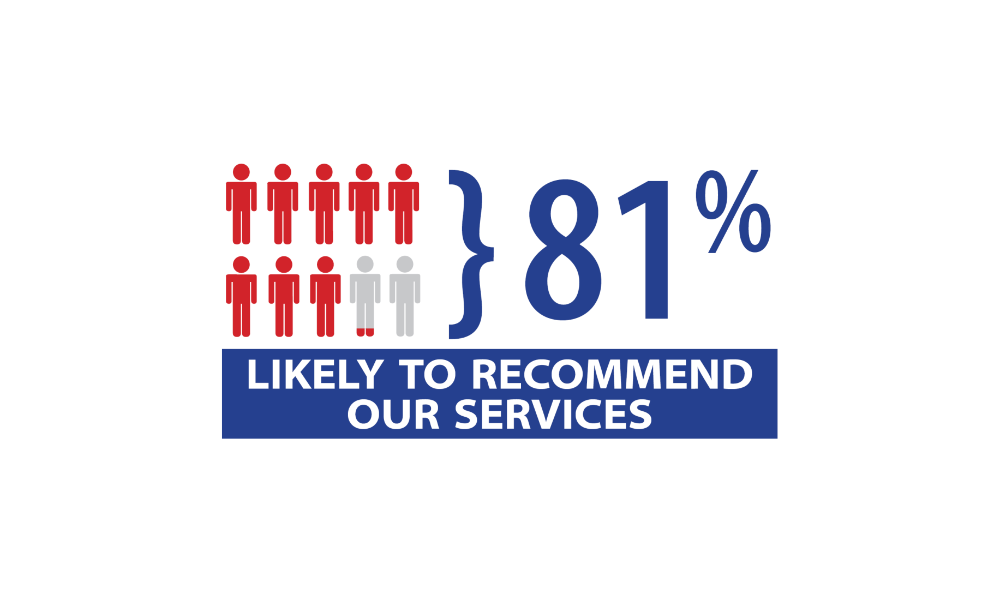 81%
LIKELY TO RECOMMEND
OUR SERVICES